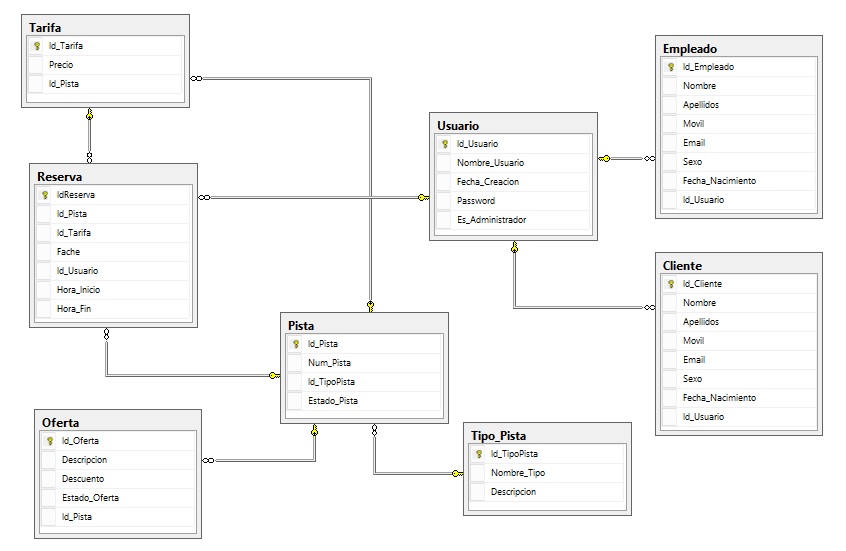 Tarifa
Id_Tarifa
Precio
Id_Pista
Empleado
Id_Empleado
Nombre
Apellidos
Movil
Email
Sexo
Fecha_Nacimiento
Id_Usuario
Usuario
Id_Usuario
Nombre_Usuario
Fecha_Creacion
Password
Es_Administrador
Reserva
IdReserva
Id_Pista
Id_Tarifa
Fache
Id_Usuario
Hora_Inicio
Hora_Fin
Cliente
Id_Cliente
Nombre
Apellidos
Movil
Email
Sexo
Fecha_Nacimiento
Id_Usuario
Pista
Id_Pista
Num_Pista
Id_TipoPista
Estado_Pista
Oferta
Id_Oferta
Descripcion
Descuento
Estado_Oferta
Id_Pista
Tipo_Pista
Id_TipoPista
Nombre_Tipo
Descripcion